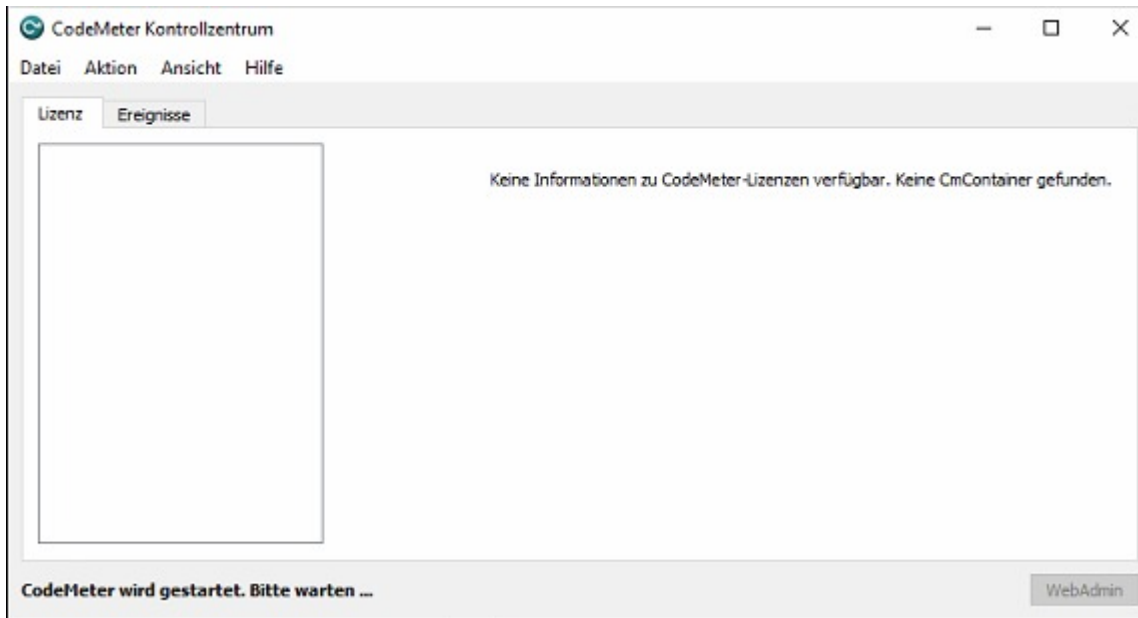 CodeMeter Kontrollzentrum
Datei Aktion Ansicht Hilfe
Lizenz Ereignisse
Keine Informationen zu CodeMeter-Lizenzen verfügbar. Keine CmContainer gefunden.
CodeMeter wird gestartet. Bitte warten ...
WebAdmin